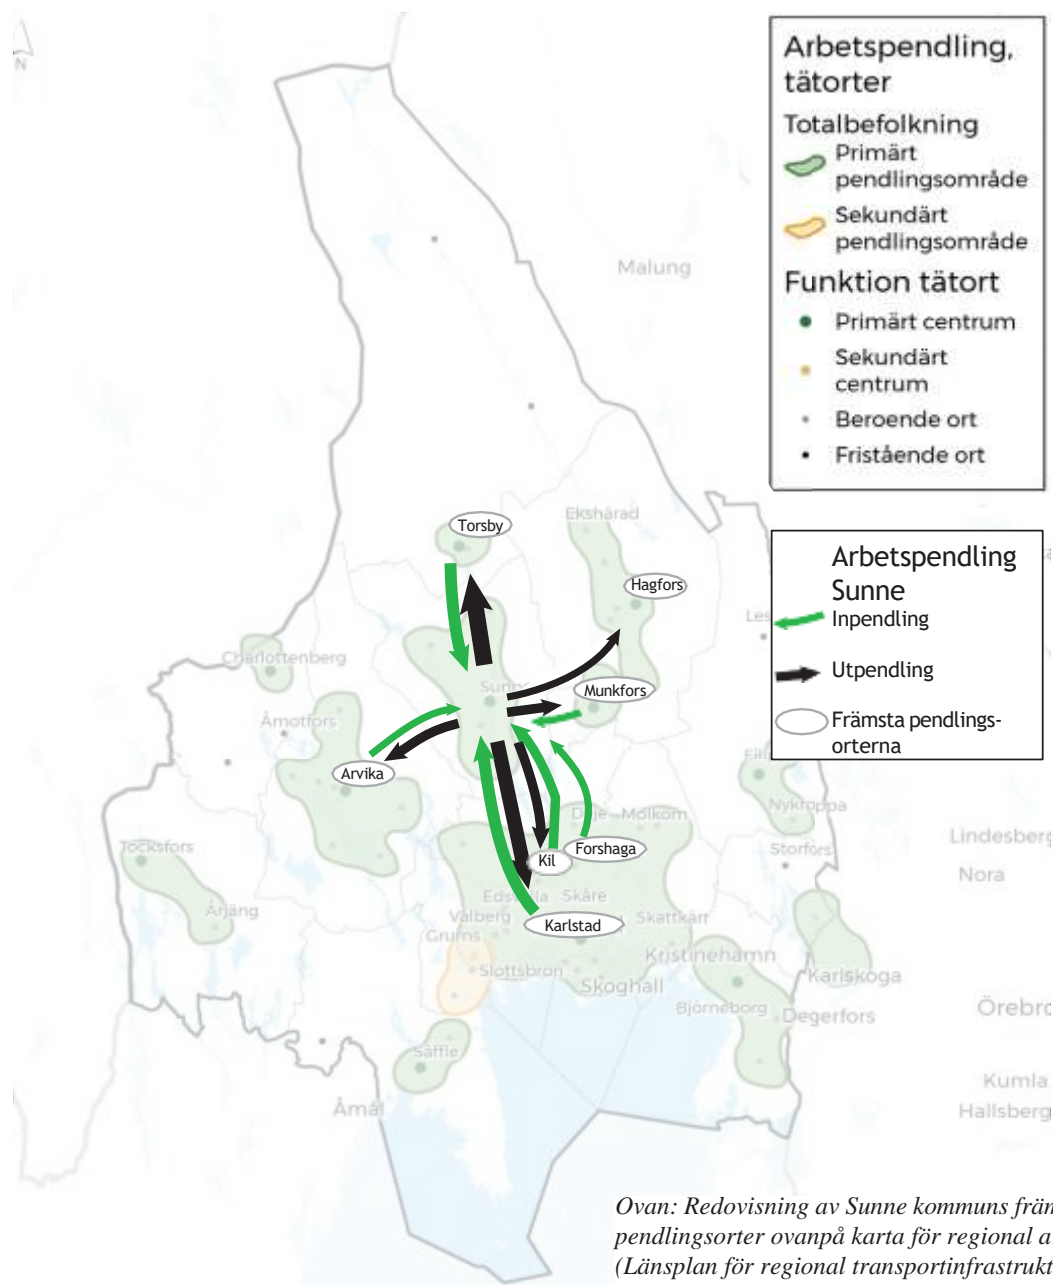 Arbetspendling,
tätorter
Totalbefolkning
Primärt
pendlingsområde
Sekundärt
pendlingsområde
Funktion tätort
Primärt centrum
Sekundärt
centrum
Beroende ort
Fristående ort
Arbetspendling
Sunne
Inpendling
Utpendling
Främsta pendlings-
orterna
N
Malung
Torsby
Ekshärad
Hagfors
Charlottenberg
Sunne
Munkfors
Åmotfors
Arvika
Nykroppa
Deje
Molkom
Töcksfors
Kil
Forshaga
Storfors
Lindesberg
Nora
Skåre
Årjäng
Vålberg
Karlstad
Skattkärr
Grums
Kristinehamn
Slottsbron
Skoghall
Karlskoga
Björneborg
Degerfors
Örebro
Säffle
Kumla
Åmål
Hallsberg
Ovan: Redovisning av Sunne kommuns främ
pendlingsorter ovanpå karta för regional a
(Länsplan för regional transportinfrastrukt